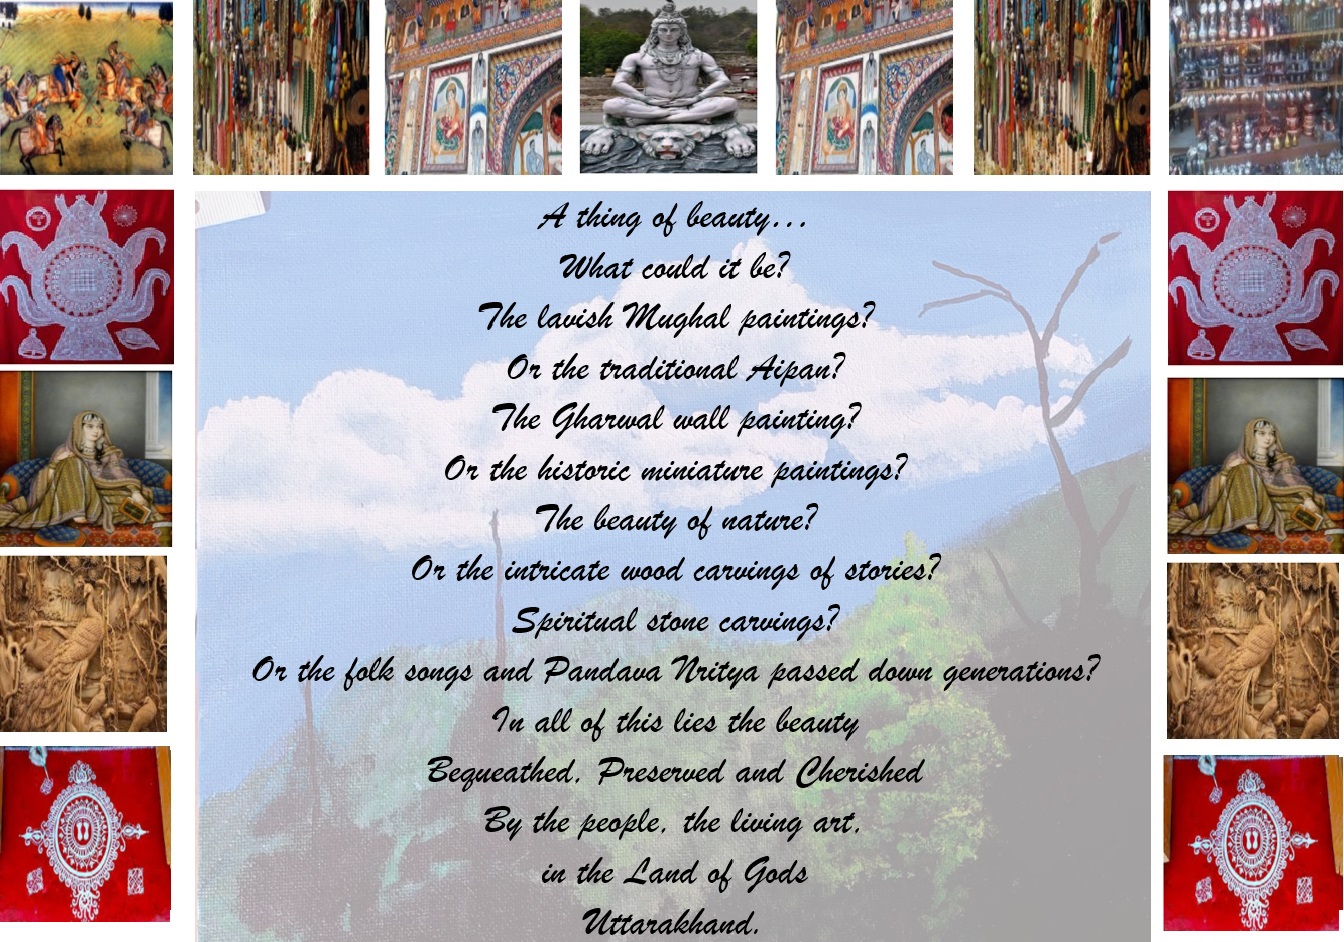 A thing of beauty...
What could it be?
The lavish Mughal paintings?
Or the traditional Aipan?
The Gharwal wall painting?
Or the historic miniature paintings?
The beauty of nature?
Or the intricate wood carvings of stories?
Spiritual stone carvings?
Or the folk songs and Pandava Nritya passed down generations?
In all of this lies the beauty
Bequeathed, Preserved and Cherished
By the people, the living art,
in the Land of Gods
Uttarakhand.